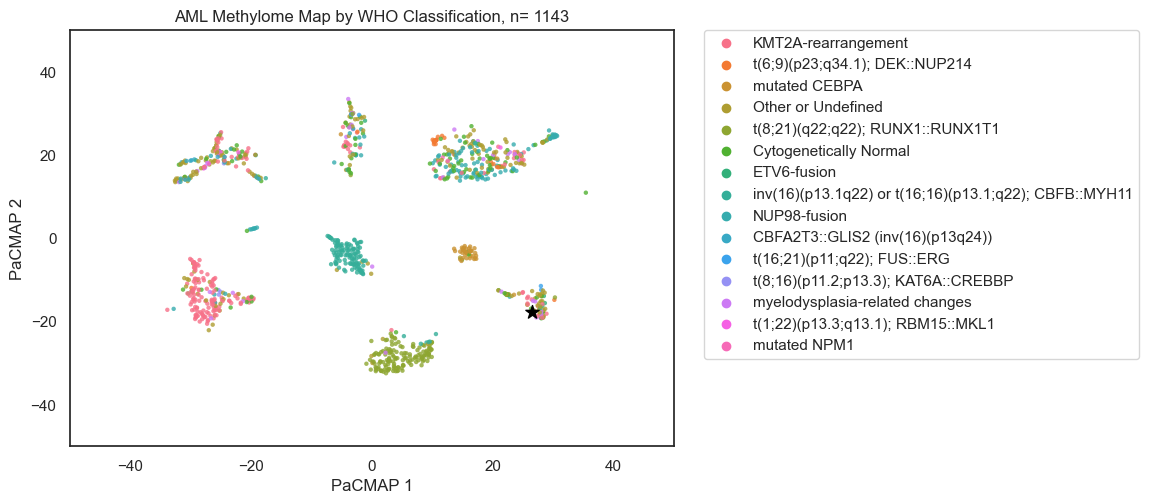 AML Methylome Map by WHO Classification, n= 1143
40
20
0
−20
−40
PaCMAP 2
−40
−20
0
20
40
PaCMAP 1
KMT2A-rearrangement
t(6;9)(p23;q34.1); DEK::NUP214
mutated CEBPA
Other or Undefined
t(8;21)(q22;q22); RUNX1::RUNX1T1
Cytogenetically Normal
ETV6-fusion
inv(16)(p13.1q22) or t(16;16)(p13.1;q22); CBFB::MYH11
NUP98-fusion
CBFA2T3::GLIS2 (inv(16)(p13q24))
t(16;21)(p11;q22); FUS::ERG
t(8;16)(p11.2;p13.3); KAT6A::CREBBP
myelodysplasia-related changes
t(1;22)(p13.3;q13.1); RBM15::MKL1
mutated NPM1